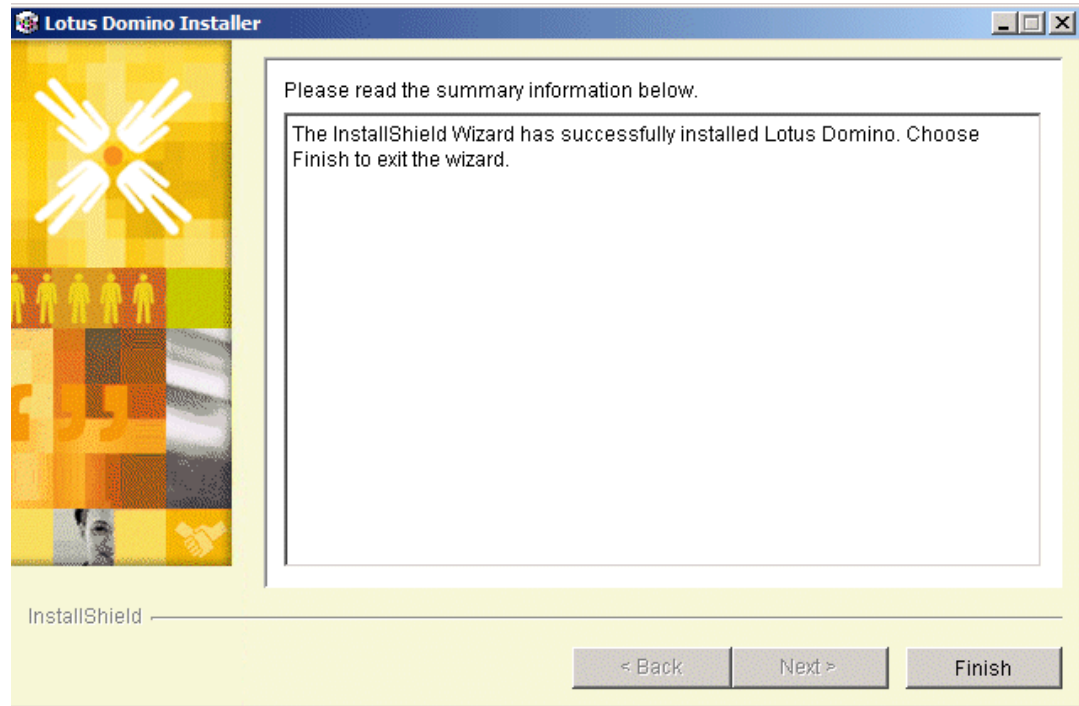 Lotus Domino Installer
Please read the summary information below.
The InstallShield Wizard has successfully installed Lotus Domino. Choose
Finish to exit the wizard.
InstallShield
< Back
Next >
Finish